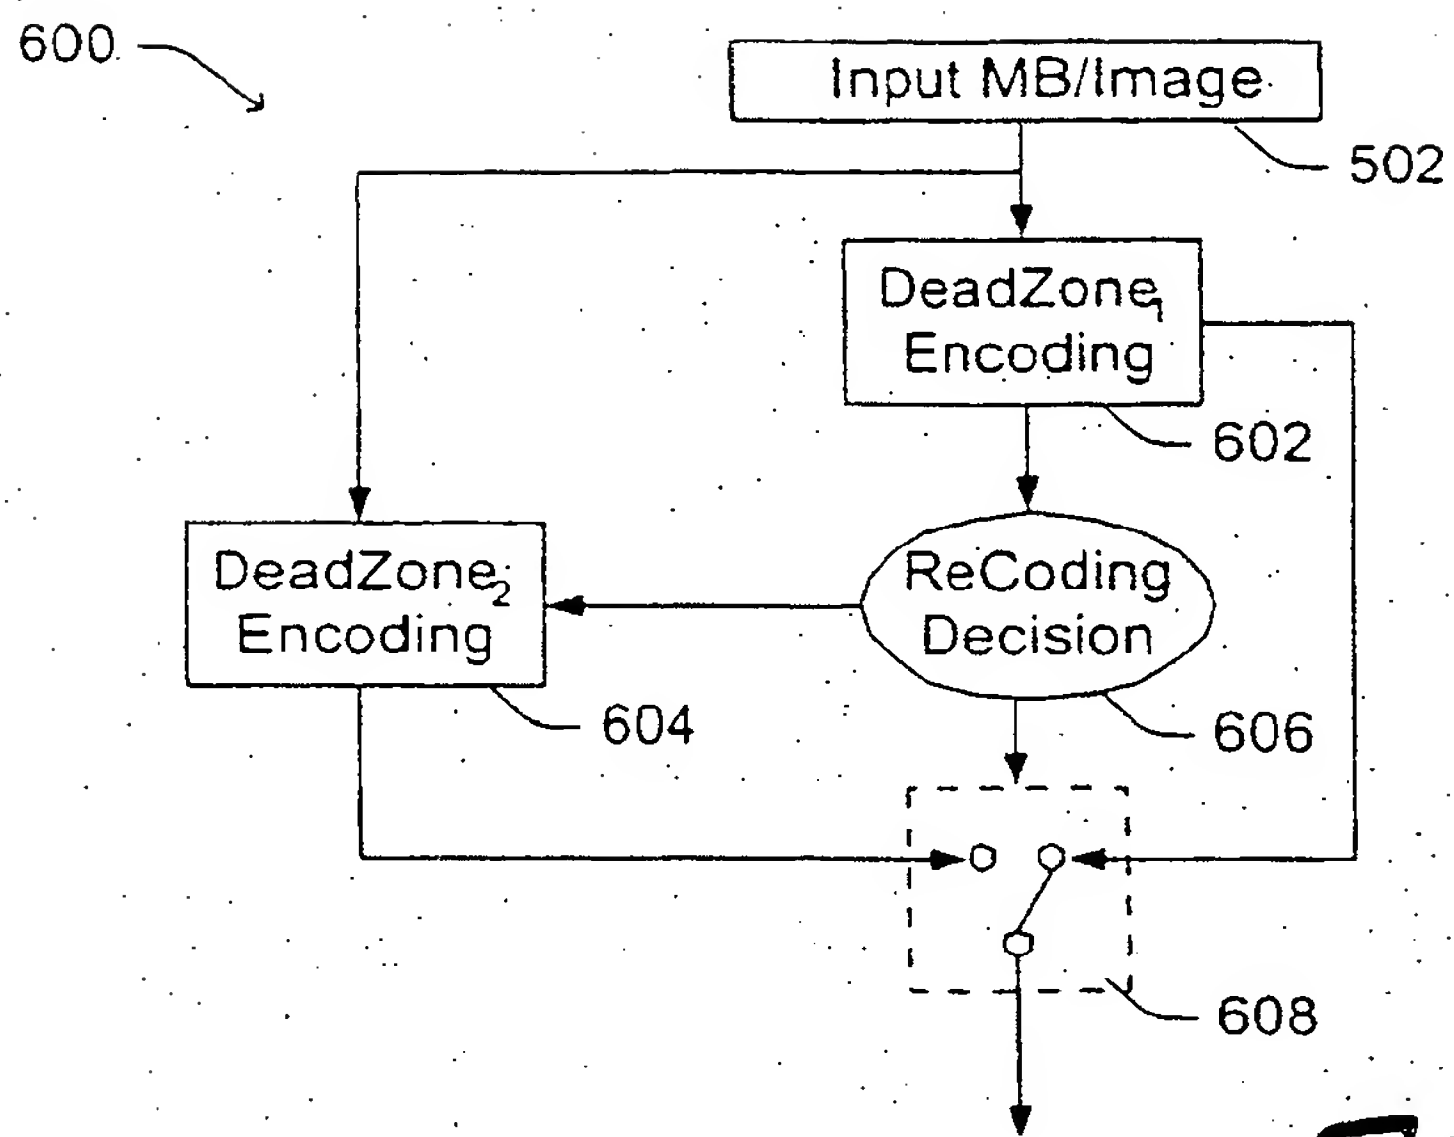 600
Input MB/Image
502
DeadZone1
Encoding
602
DeadZone2
Encoding
604
ReCoding
Decision
606
608